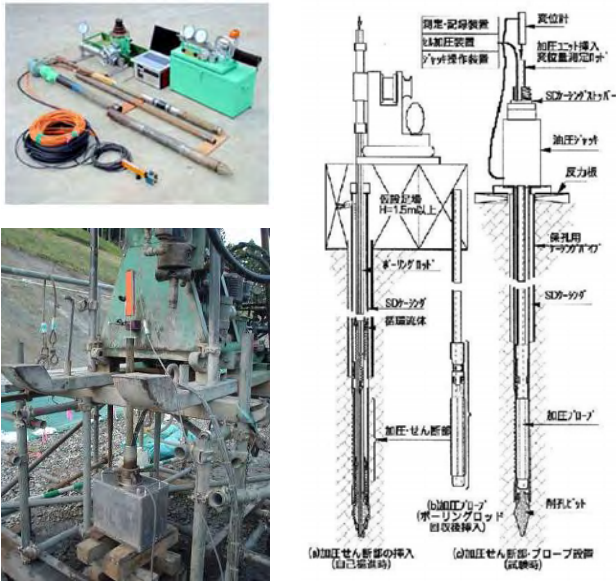 測定・記録装置
セル加圧装置
ジャッキ操作装置
変位計
加圧ユニット挿入
変位量測定ロッド
SDケーシングストッパー
油圧ジャッキ
反力板
仮設足場
H=1.5m以上
保孔用
ケーシングパイプ
ボーリングロッド
SDケーシング
SDケーシング
循環流体
加圧・せん断部
加圧プローブ
(b)加圧プローブ
(ボーリングロッド
回収後挿入)
削孔ビット
(a)加圧せん断部の挿入
(自己掘進時)
(c)加圧せん断部・プローブ設置
(試験時)